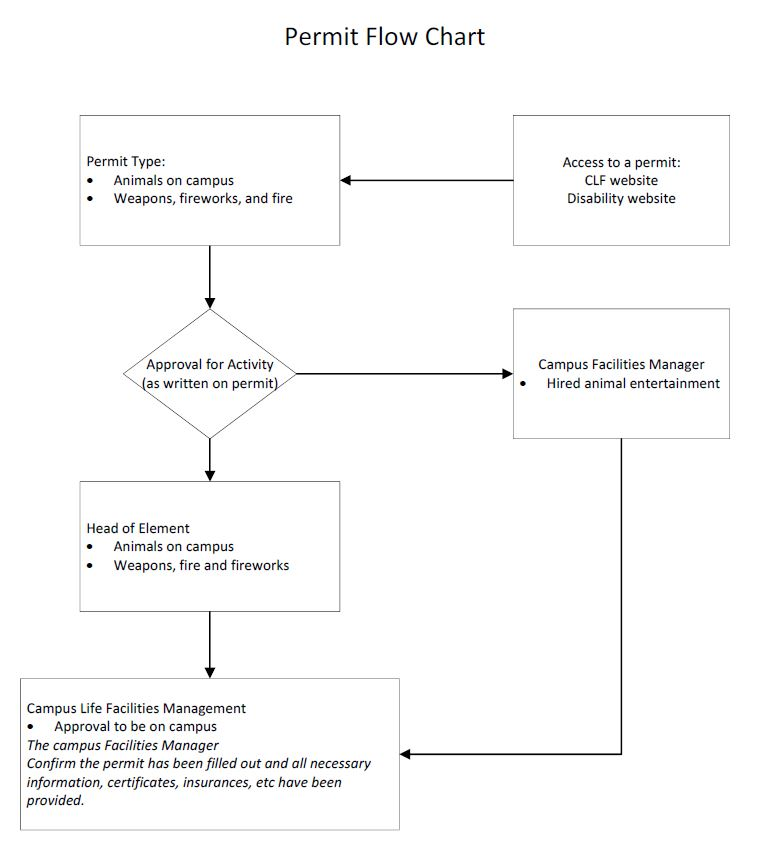 Permit Flow Chart
Permit Type:
• Animals on campus
• Weapons, fireworks, and fire
Access to a permit:
CLF website
Disability website
Approval for Activity
(as written on permit)
Campus Facilities Manager
• Hired animal entertainment
Head of Element
• Animals on campus
• Weapons, fire and fireworks
Campus Life Facilities Management
• Approval to be on campus
The campus Facilities Manager
Confirm the permit has been filled out and all necessary
information, certificates, insurances, etc have been
provided.